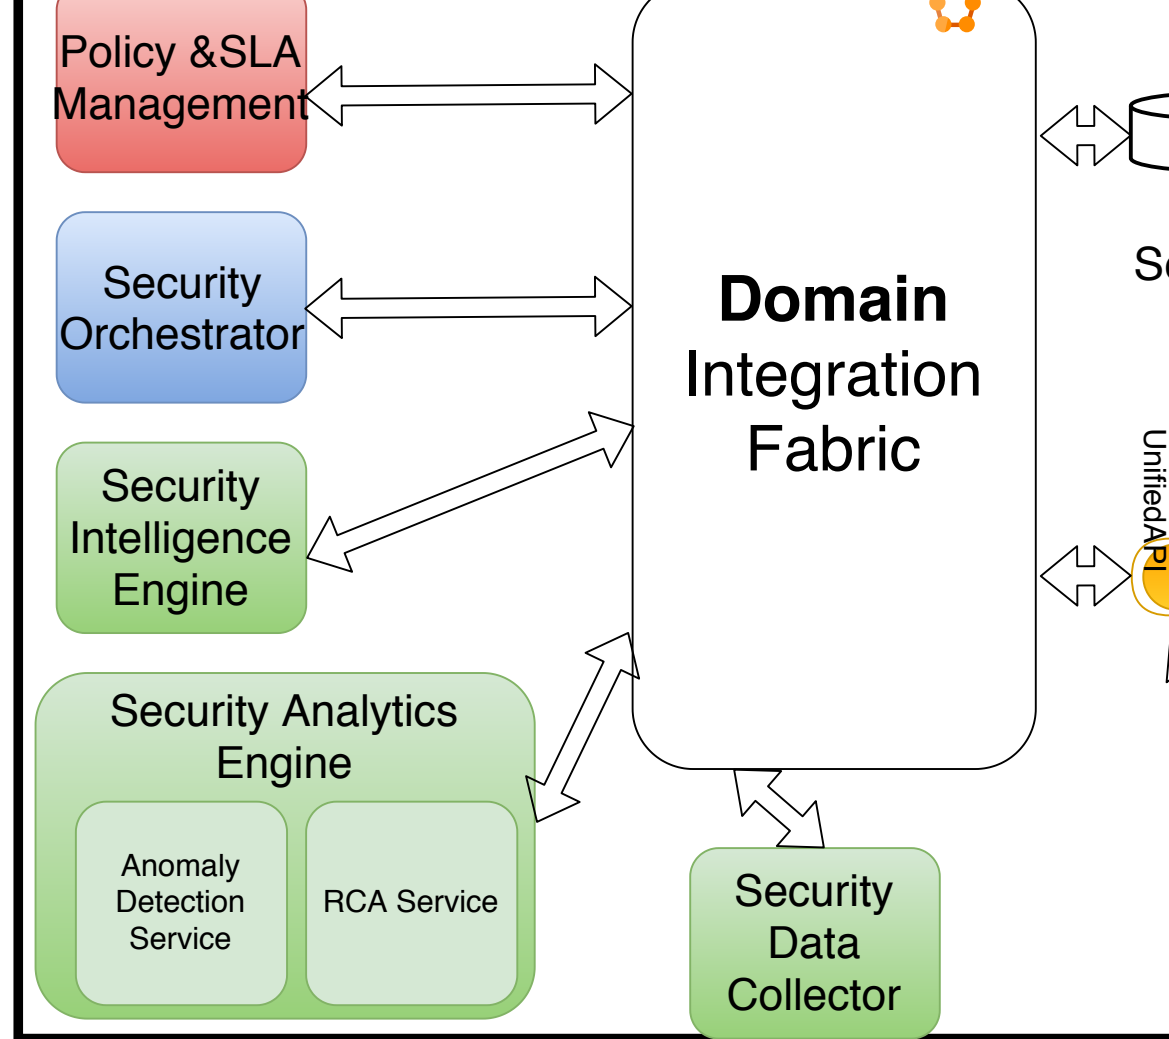 Policy &SLA
Management
Security
Orchestrator
Security
Intelligence
Engine
Security Analytics
Engine
Anomaly
Detection
Service
RCA Service
Domain
Integration
Fabric
Security
Data
Collector
UnifiedAPI